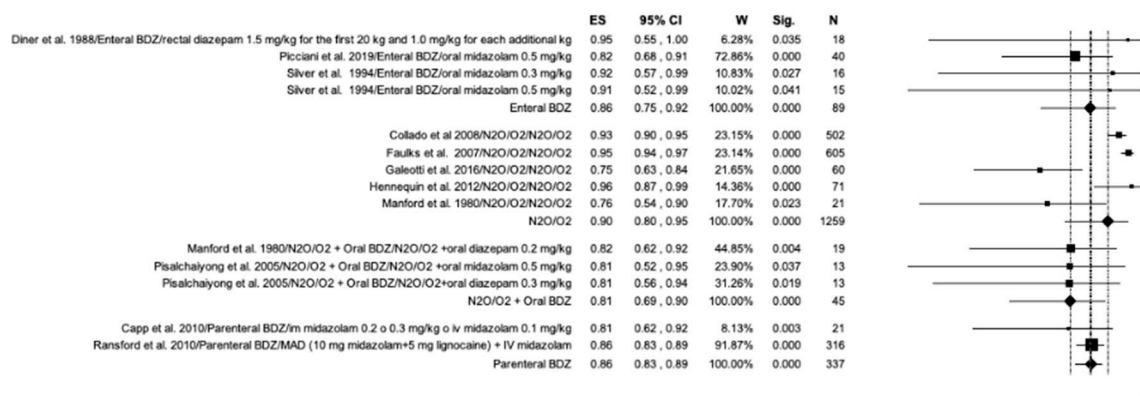 ES 95% CI W Sig. N
Diner et al. 1988/Enteral BDZ/rectal diazepam 1.5 mg/kg for the first 20 kg and 1.0 mg/kg for each additional kg 0.95 0.55 , 1.00 6.28% 0.035 18
Picciani et al. 2019/Enteral BDZ/oral midazolam 0.5 mg/kg 0.82 0.68 , 0.91 72.86% 0.000 40
Silver et al. 1994/Enteral BDZ/oral midazolam 0.3 mg/kg 0.92 0.57 , 0.99 10.83% 0.027 16
Silver et al. 1994/Enteral BDZ/oral midazolam 0.5 mg/kg 0.91 0.52 , 0.99 10.02% 0.041 15
Enteral BDZ 0.86 0.75 , 0.92 100.00% 0.000 89
Collado et al 2008/N2O/O2/N2O/O2 0.93 0.90 , 0.95 23.15% 0.000 502
Faulks et al. 2007/N2O/O2/N2O/O2 0.95 0.94 , 0.97 23.14% 0.000 605
Galeotti et al. 2016/N2O/O2/N2O/O2 0.75 0.63 , 0.84 21.65% 0.000 60
Hennequin et al. 2012/N2O/O2/N2O/O2 0.96 0.87 , 0.99 14.36% 0.000 71
Manford et al. 1980/N2O/O2/N2O/O2 0.76 0.54 , 0.90 17.70% 0.023 21
N2O/O2 0.90 0.80 , 0.95 100.00% 0.000 1259
Manford et al. 1980/N2O/O2 + Oral BDZ/N2O/O2 +oral diazepam 0.2 mg/kg 0.82 0.62 , 0.92 44.85% 0.004 19
Pisalchaiyong et al. 2005/N2O/O2 + Oral BDZ/N2O/O2 +oral midazolam 0.5 mg/kg 0.81 0.52 , 0.95 23.90% 0.037 13
Pisalchaiyong et al. 2005/N2O/O2 + Oral BDZ/N2O/O2+oral diazepam 0.3 mg/kg 0.81 0.56 , 0.94 31.26% 0.019 13
N2O/O2 + Oral BDZ 0.81 0.69 , 0.90 100.00% 0.000 45
Capp et al. 2010/Parenteral BDZ/im midazolam 0.2 o 0.3 mg/kg o iv midazolam 0.1 mg/kg 0.81 0.62 , 0.92 8.13% 0.003 21
Ransford et al. 2010/Parenteral BDZ/MAD (10 mg midazolam+5 mg lignocaine) + IV midazolam 0.86 0.83 , 0.89 91.87% 0.000 316
Parenteral BDZ 0.86 0.83 , 0.89 100.00% 0.000 337